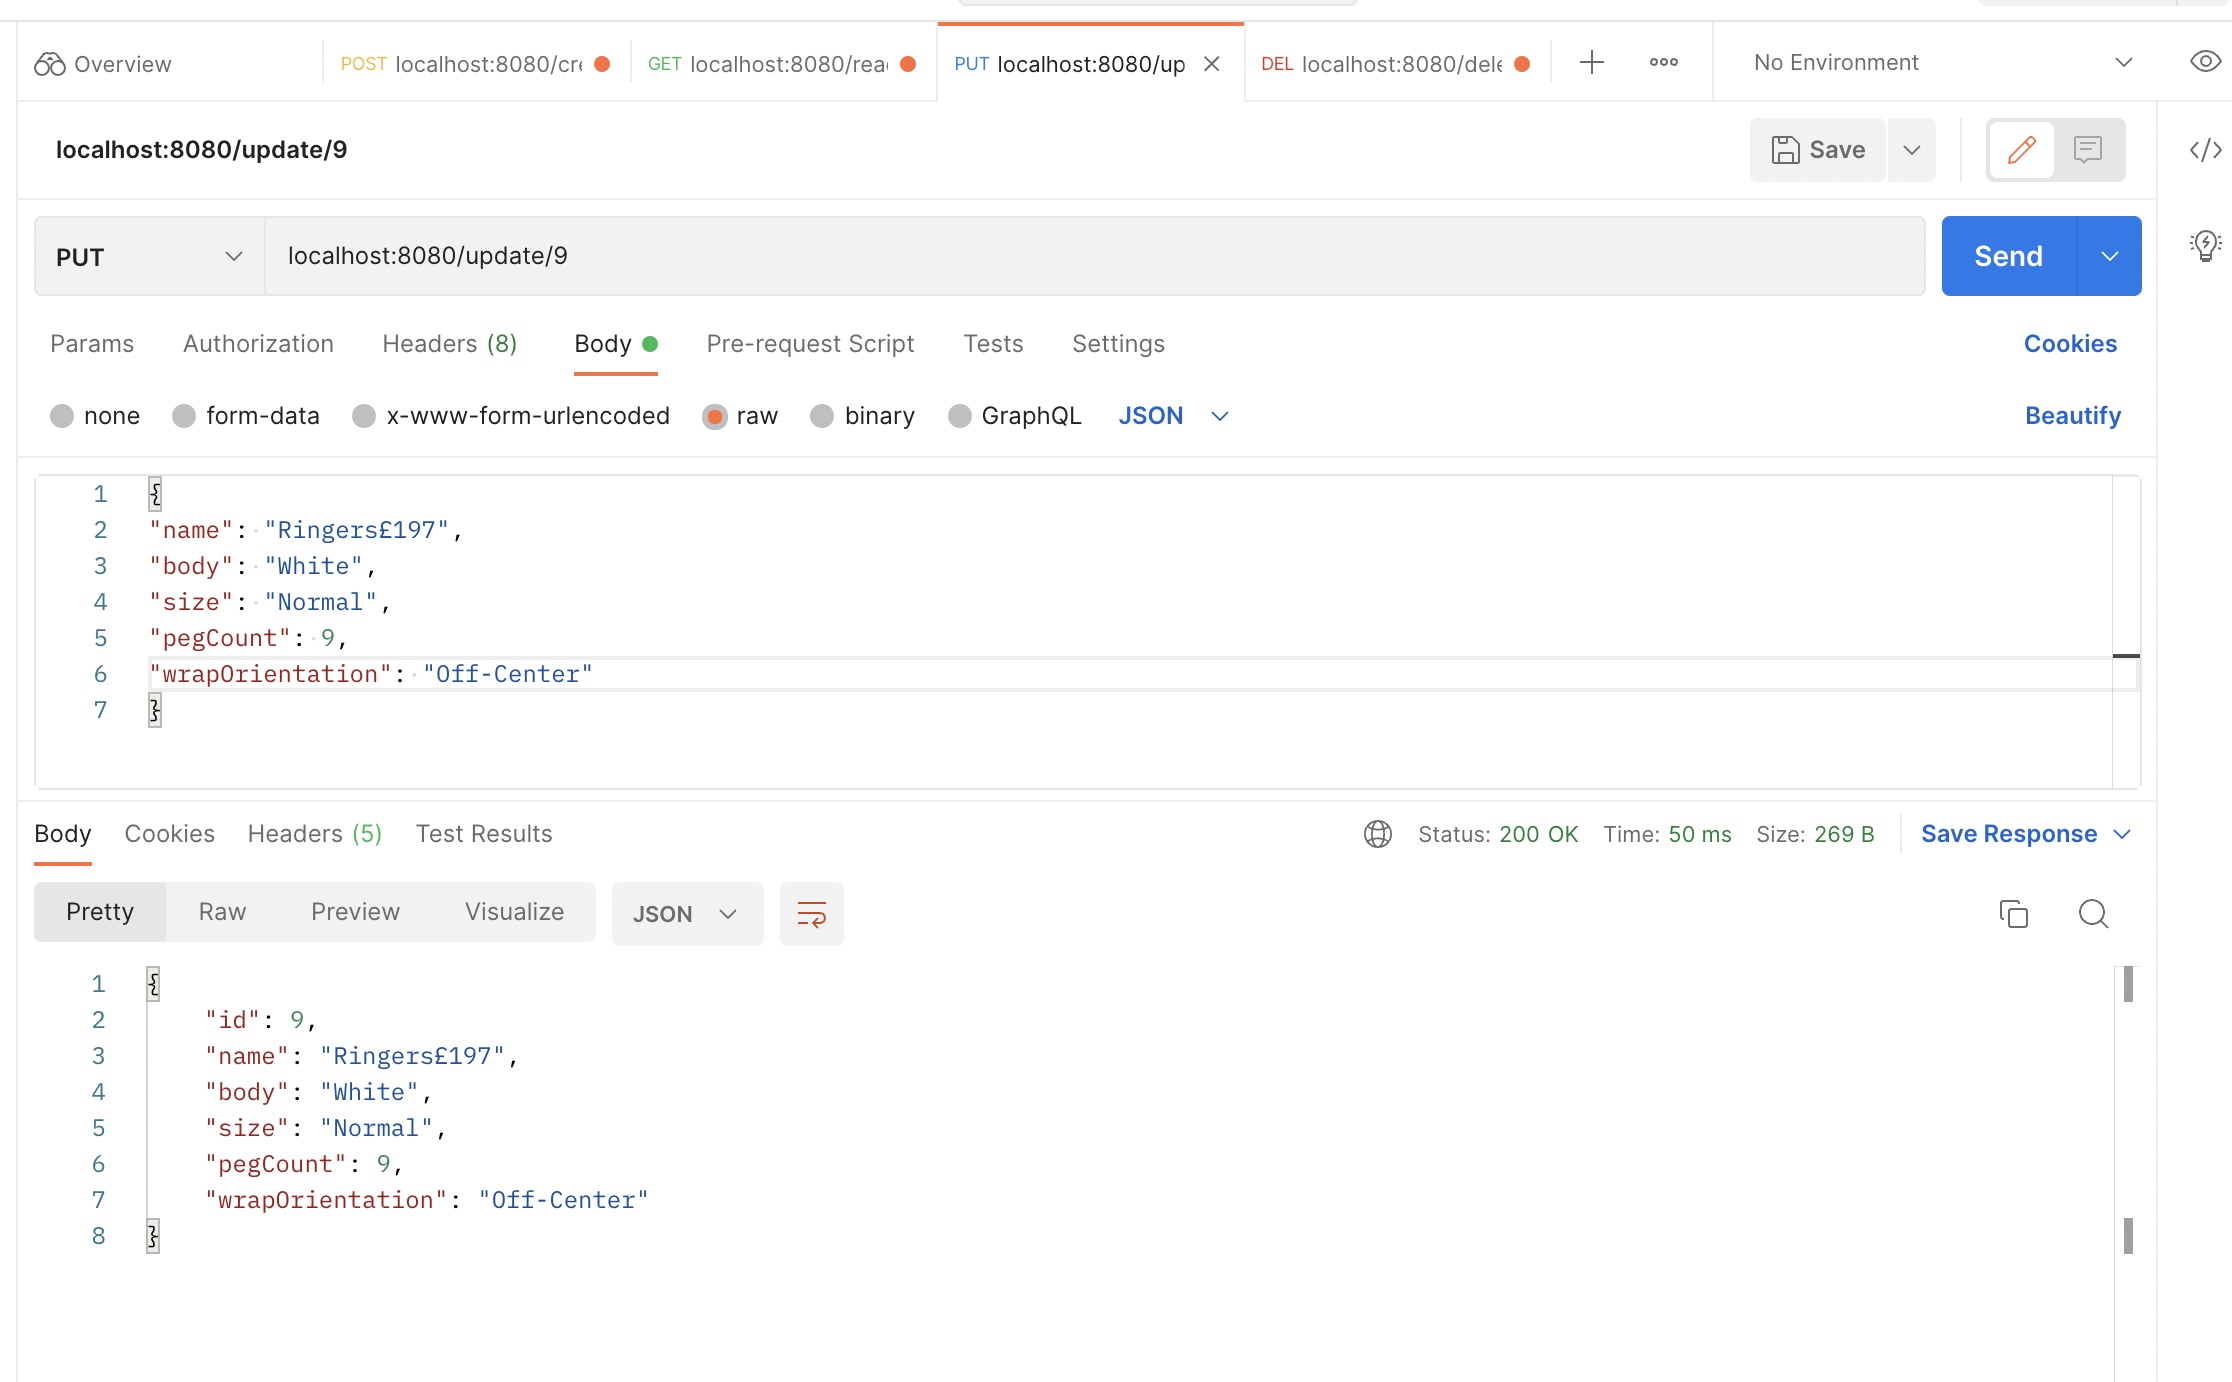 Overview
POST localhost:8080/cre
GET localhost:8080/rea
PUT localhost:8080/up
DEL localhost:8080/dele
No Environment
localhost:8080/update/9
Save
PUT
localhost:8080/update/9
Send
Params Authorization Headers (8) Body Pre-request Script Tests Settings Cookies
none form-data x-www-form-urlencoded raw binary GraphQL JSON Beautify
1 {
2 "name": "Ringers£197",
3 "body": "White",
4 "size": "Normal",
5 "pegCount": 9,
6 "wrapOrientation": "Off-Center"
7 }
Body Cookies Headers (5) Test Results Status: 200 OK Time: 50 ms Size: 269 B Save Response
Pretty Raw Preview Visualize JSON
1 {
2 "id": 9,
3 "name": "Ringers£197",
4 "body": "White",
5 "size": "Normal",
6 "pegCount": 9,
7 "wrapOrientation": "Off-Center"
8 }